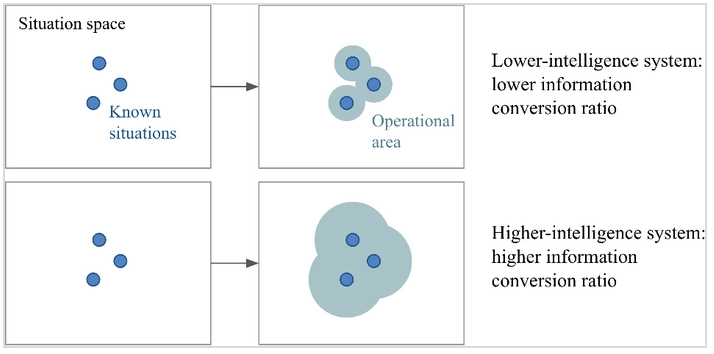 Situation space
Known
situations
Operational
area
Lower-intelligence system:
lower information
conversion ratio
Higher-intelligence system:
higher information
conversion ratio